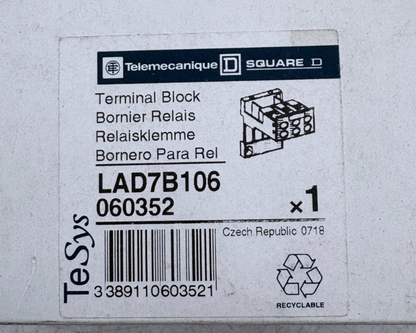 Telemecanique D SQUARE D
Terminal Block
Bornier Relais
Relaisklemme
Bornero Para Rel
LAD7B106
060352 x1
Czech Republic 0718
TeSys
3 389110 603521
RECYCLABLE